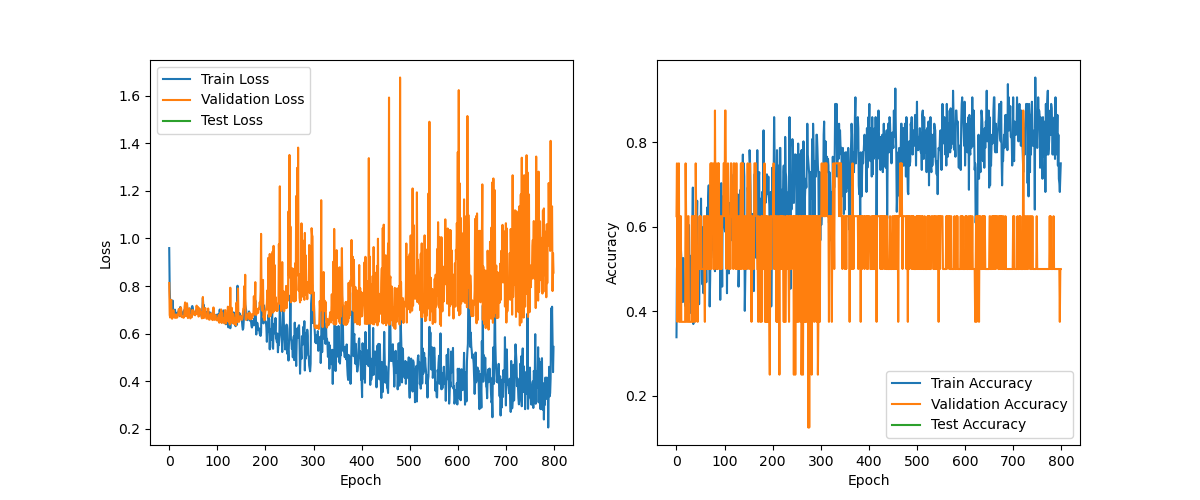 Train Loss
Validation Loss
Test Loss
1.6
1.4
1.2
1.0
0.8
0.6
0.4
0.2
Loss
0 100 200 300 400 500 600 700 800
Epoch
0.8
0.6
0.4
0.2
Accuracy
Train Accuracy
Validation Accuracy
Test Accuracy
0 100 200 300 400 500 600 700 800
Epoch